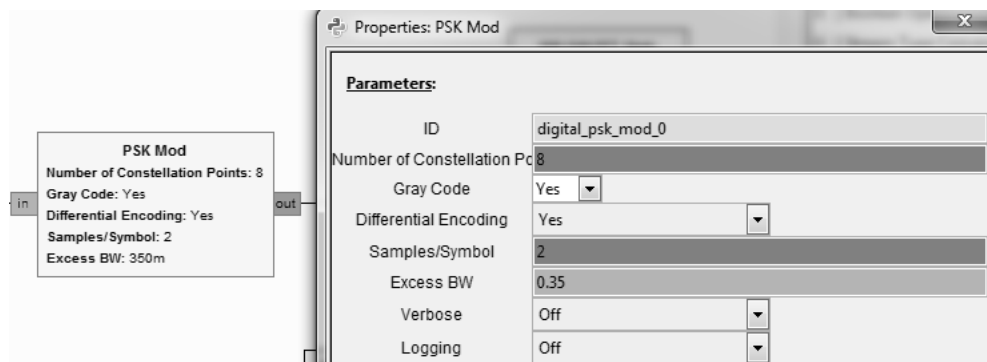 PSK Mod
Number of Constellation Points: 8
Gray Code: Yes
Differential Encoding: Yes
Samples/Symbol: 2
Excess BW: 350m
in
out
Properties: PSK Mod
x
Parameters:
ID digital_psk_mod_0
Number of Constellation Po 8
Gray Code Yes
Differential Encoding Yes
Samples/Symbol 2
Excess BW 0.35
Verbose Off
Logging Off